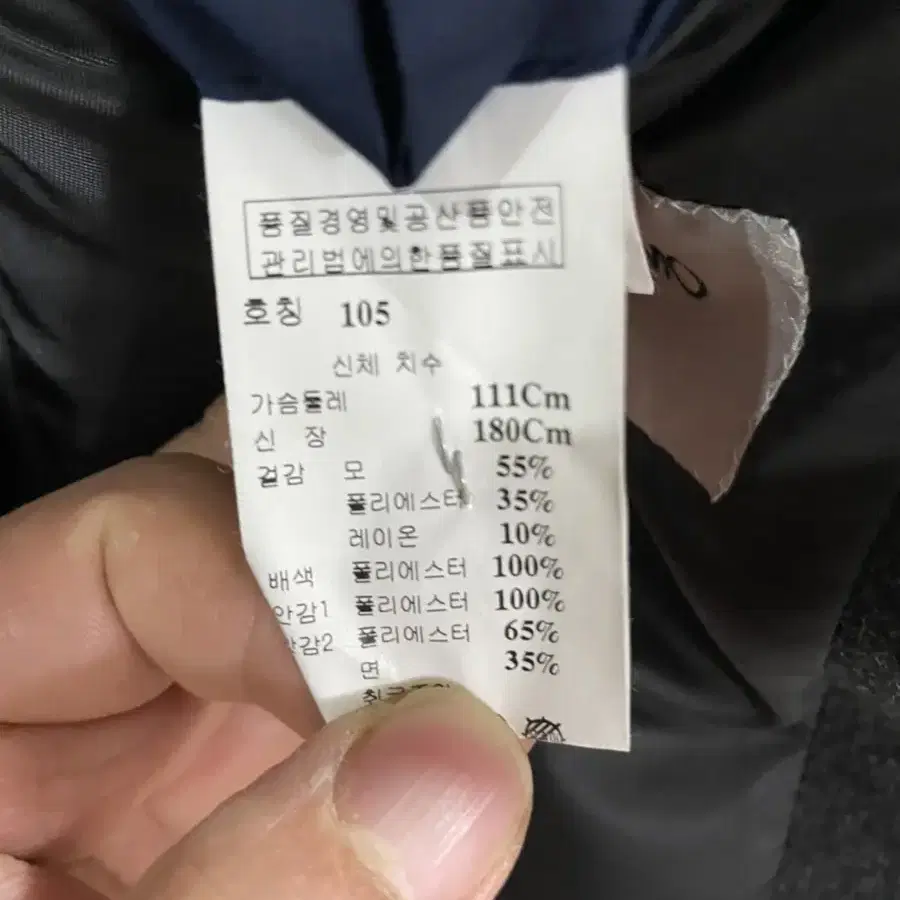 품질경영및공산품안전
관리법에의한품질표시
호칭 105
신체 치수
가슴둘레 111Cm
신 장 180Cm
겉감 모 55%
폴리에스터 35%
레이온 10%
배색 폴리에스터 100%
안감1 폴리에스터 100%
안감2 폴리에스터 65%
면 35%